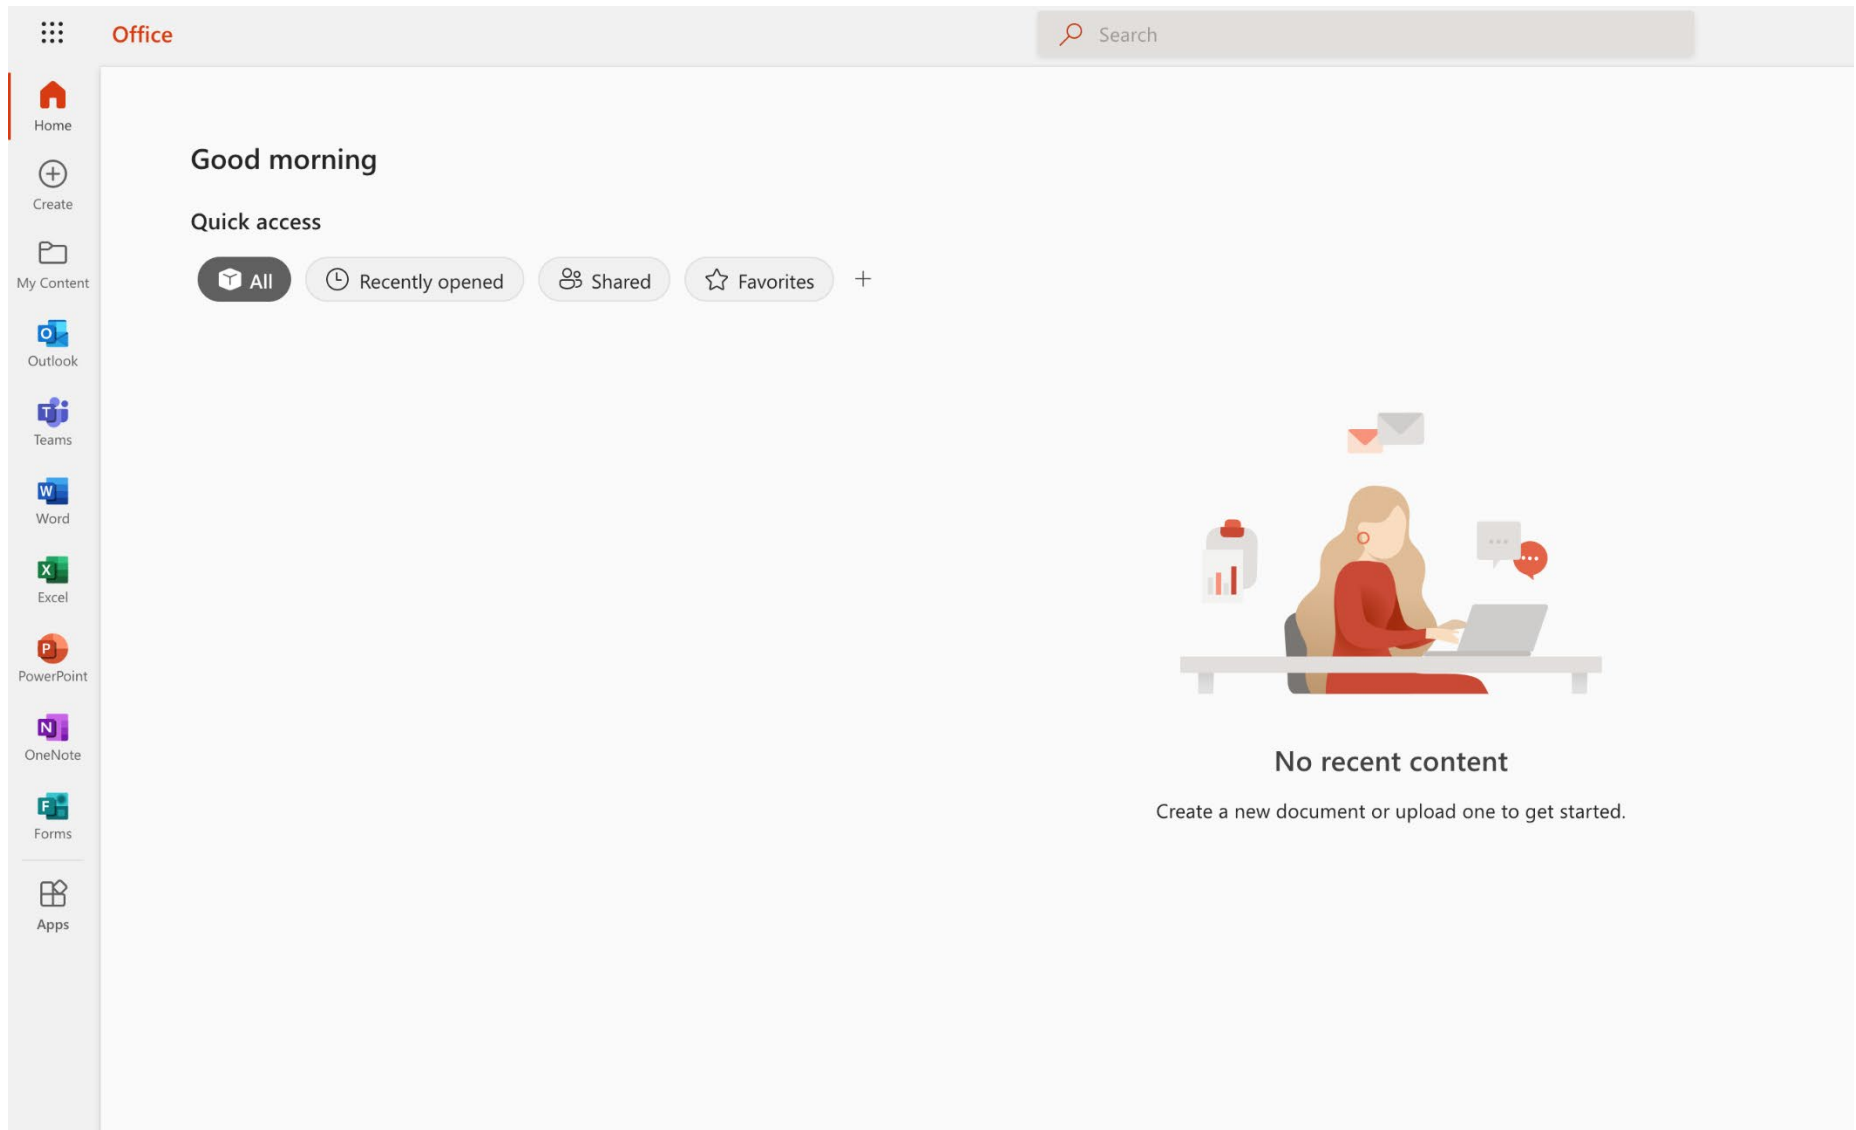 Office
Search
Home
Create
My Content
Outlook
Teams
Word
Excel
PowerPoint
OneNote
Forms
Apps
Good morning
Quick access
All Recently opened Shared Favorites +
No recent content
Create a new document or upload one to get started.